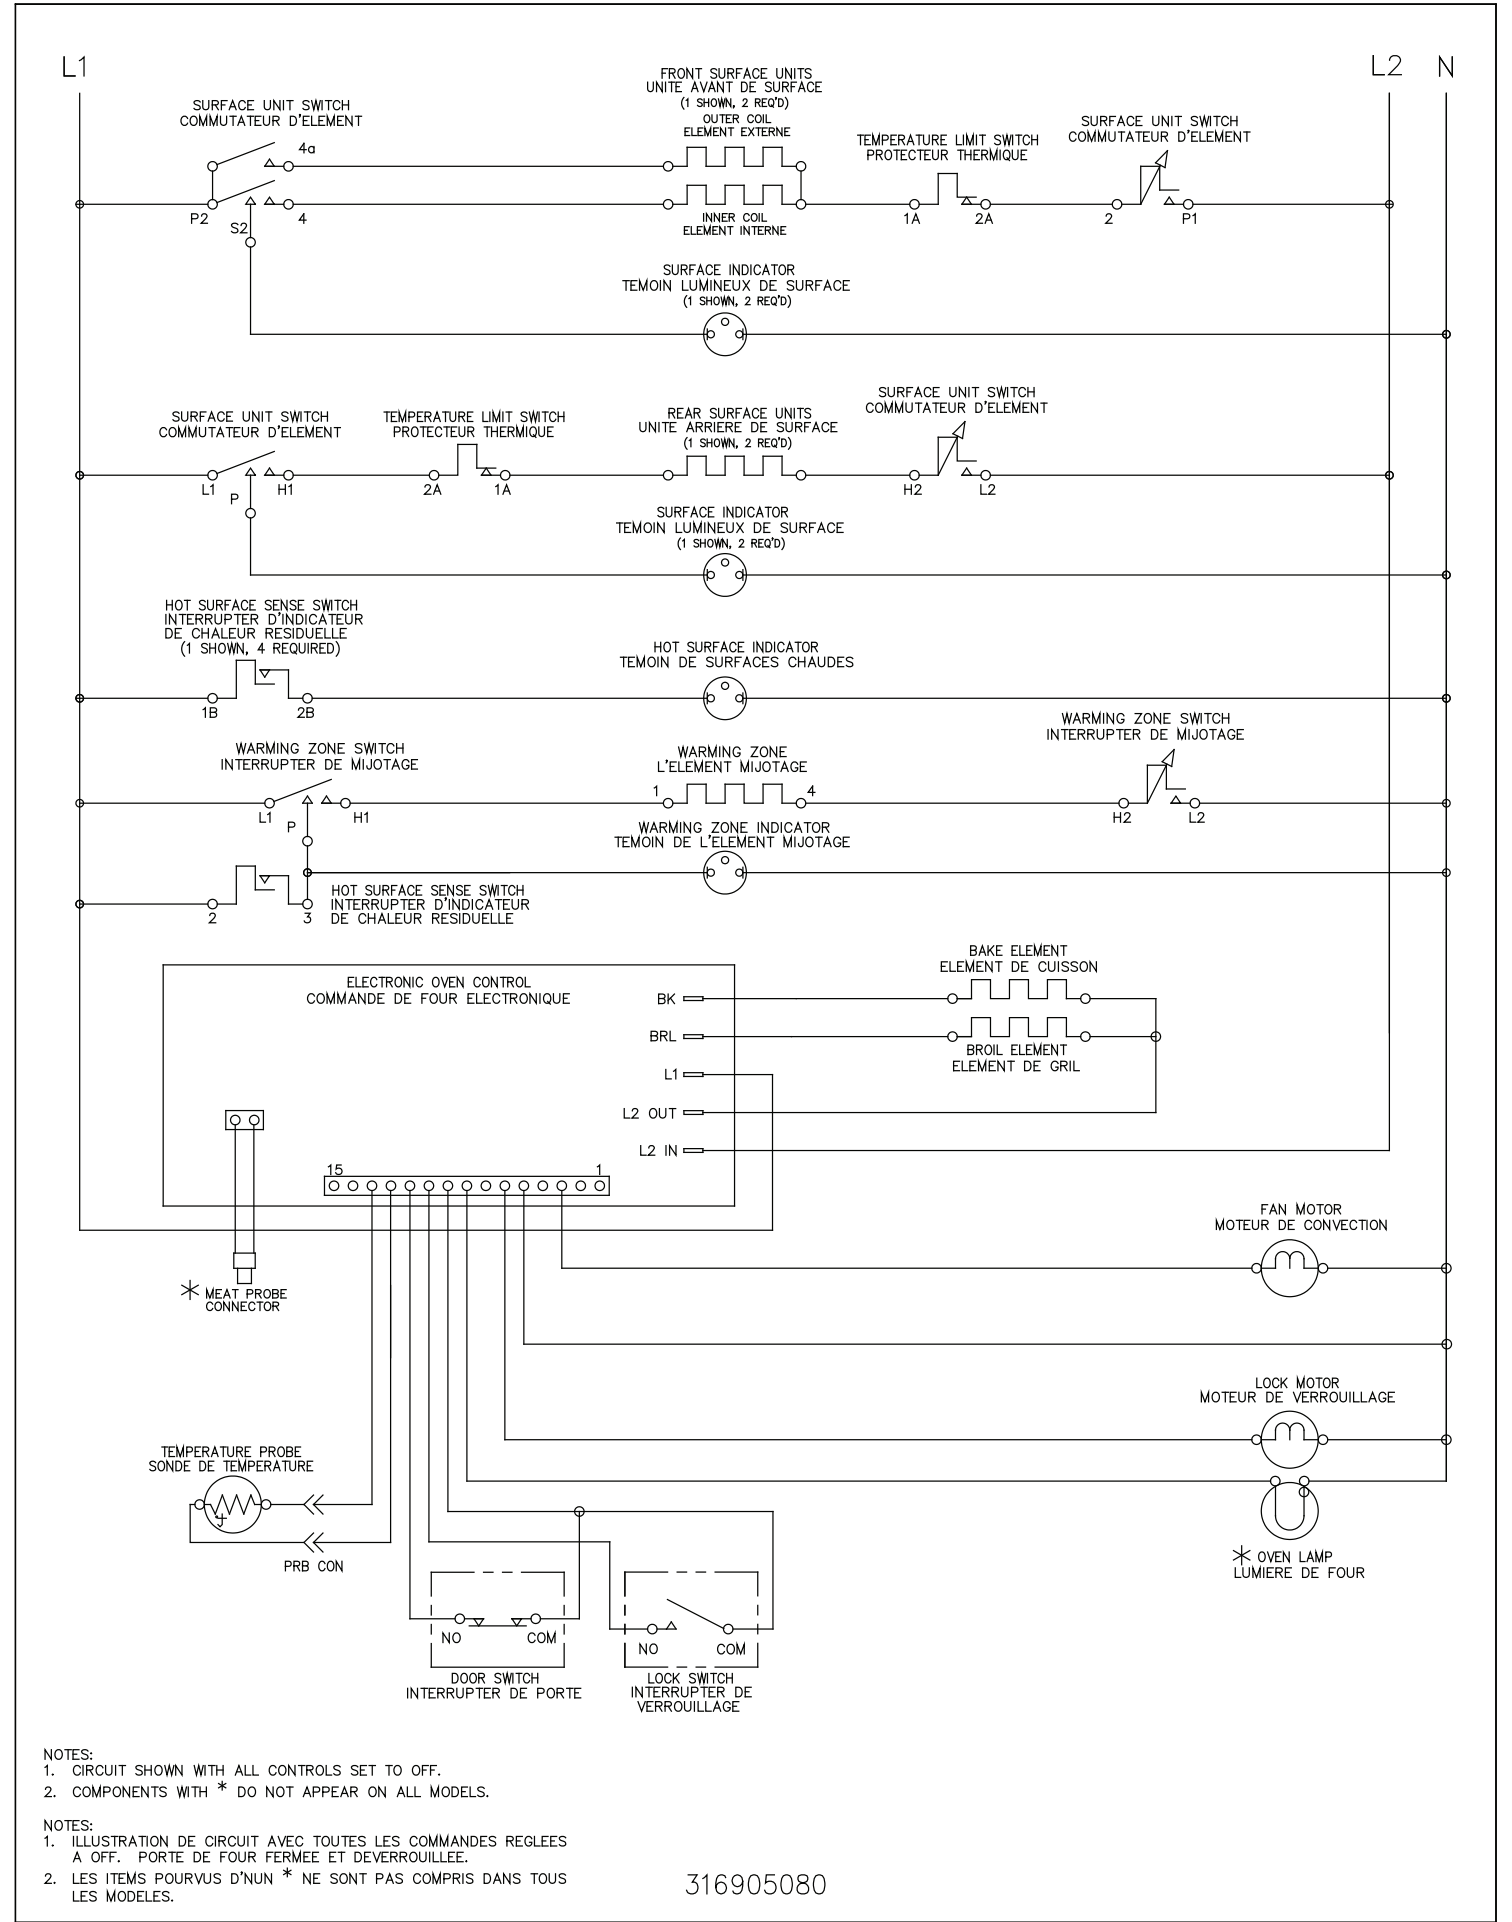 L1
L2 N
FRONT SURFACE UNITS
UNITE AVANT DE SURFACE
(1 SHOWN, 2 REQ'D)
OUTER COIL
ELEMENT EXTERNE
SURFACE UNIT SWITCH
COMMUTATEUR D'ELEMENT
4a
TEMPERATURE LIMIT SWITCH
PROTECTEUR THERMIQUE
SURFACE UNIT SWITCH
COMMUTATEUR D'ELEMENT
P2
S2
4
INNER COIL
ELEMENT INTERNE
1A
2A
2
P1
SURFACE INDICATOR
TEMOIN LUMINEUX DE SURFACE
(1 SHOWN, 2 REQ'D)
SURFACE UNIT SWITCH
COMMUTATEUR D'ELEMENT
TEMPERATURE LIMIT SWITCH
PROTECTEUR THERMIQUE
REAR SURFACE UNITS
UNITE ARRIERE DE SURFACE
(1 SHOWN, 2 REQ'D)
SURFACE UNIT SWITCH
COMMUTATEUR D'ELEMENT
L1
P
H1
2A
1A
H2
L2
SURFACE INDICATOR
TEMOIN LUMINEUX DE SURFACE
(1 SHOWN, 2 REQ'D)
HOT SURFACE SENSE SWITCH
INTERRUPTER D'INDICATEUR
DE CHALEUR RESIDUELLE
(1 SHOWN, 4 REQUIRED)
1B
2B
HOT SURFACE INDICATOR
TEMOIN DE SURFACES CHAUDES
WARMING ZONE SWITCH
INTERRUPTER DE MIJOTAGE
WARMING ZONE
L'ELEMENT MIJOTAGE
WARMING ZONE SWITCH
INTERRUPTER DE MIJOTAGE
1
4
L1
P
H1
H2
L2
WARMING ZONE INDICATOR
TEMOIN DE L'ELEMENT MIJOTAGE
2
3
HOT SURFACE SENSE SWITCH
INTERRUPTER D'INDICATEUR
DE CHALEUR RESIDUELLE
ELECTRONIC OVEN CONTROL
COMMANDE DE FOUR ELECTRONIQUE
BK
BRL
L1
L2 OUT
L2 IN
BAKE ELEMENT
ELEMENT DE CUISSON
BROIL ELEMENT
ELEMENT DE GRIL
15
1
* MEAT PROBE
CONNECTOR
FAN MOTOR
MOTEUR DE CONVECTION
LOCK MOTOR
MOTEUR DE VERROUILLAGE
TEMPERATURE PROBE
SONDE DE TEMPERATURE
PRB CON
* OVEN LAMP
LUMIERE DE FOUR
NO
COM
DOOR SWITCH
INTERRUPTER DE PORTE
NO
COM
LOCK SWITCH
INTERRUPTER DE
VERROUILLAGE
NOTES:
1. CIRCUIT SHOWN WITH ALL CONTROLS SET TO OFF.
2. COMPONENTS WITH * DO NOT APPEAR ON ALL MODELS.
NOTES:
1. ILLUSTRATION DE CIRCUIT AVEC TOUTES LES COMMANDES REGLEES
A OFF. PORTE DE FOUR FERMEE ET DEVERROUILLEE.
2. LES ITEMS POURVUS D'NUN * NE SONT PAS COMPRIS DANS TOUS
LES MODELES.
316905080